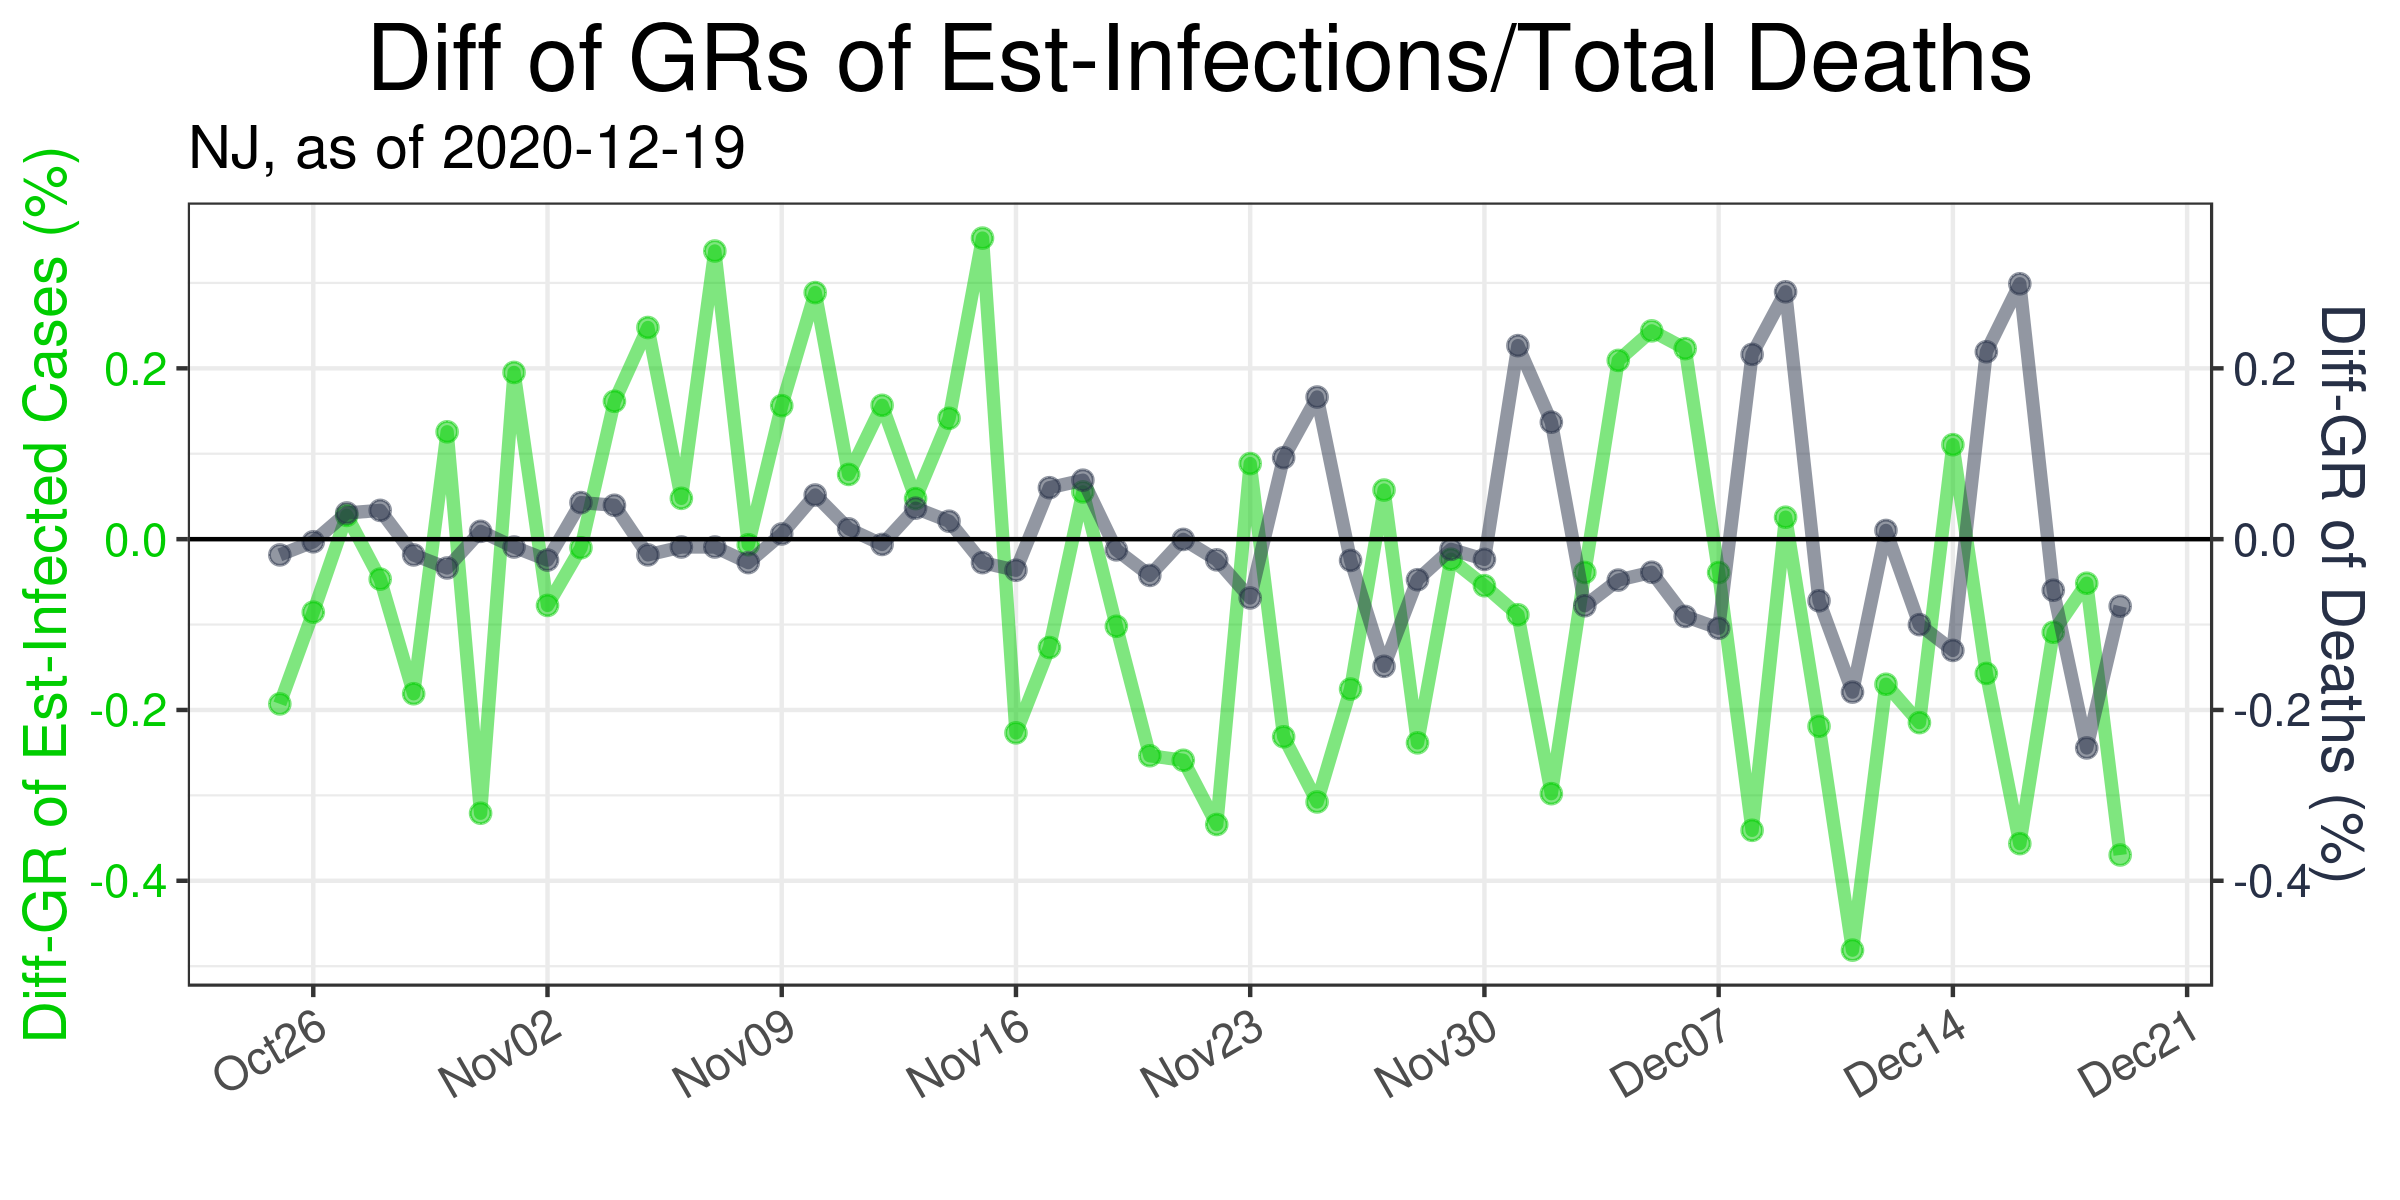 Diff of GRs of Est-Infections/Total Deaths
NJ, as of 2020-12-19
Diff-GR of Est-Infected Cases (%)
0.2
0.0
-0.2
-0.4
0.2
0.0
-0.2
-0.4
Diff-GR of Deaths (%)
Oct26
Nov02
Nov09
Nov16
Nov23
Nov30
Dec07
Dec14
Dec21